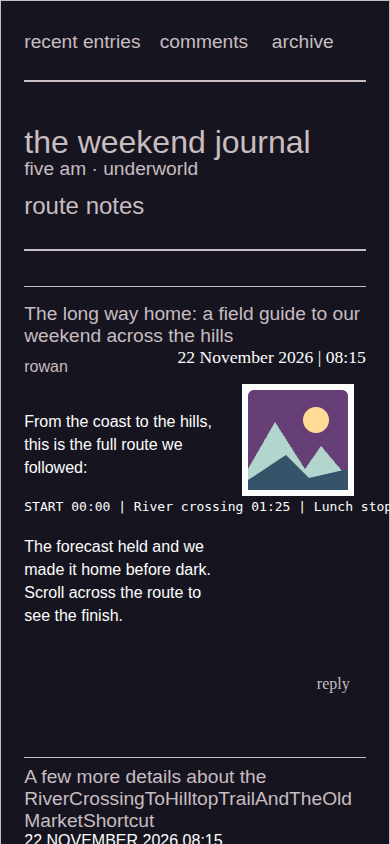 recent entries comments archive
the weekend journal
five am · underworld
route notes
The long way home: a field guide to our
weekend across the hills
22 November 2026 | 08:15
rowan
From the coast to the hills,
this is the full route we
followed:
START 00:00 | River crossing 01:25 | Lunch stop
The forecast held and we
made it home before dark.
Scroll across the route to
see the finish.
reply
A few more details about the
RiverCrossingToHilltopTrailAndTheOld
MarketShortcut
22 NOVEMBER 2026 08:15